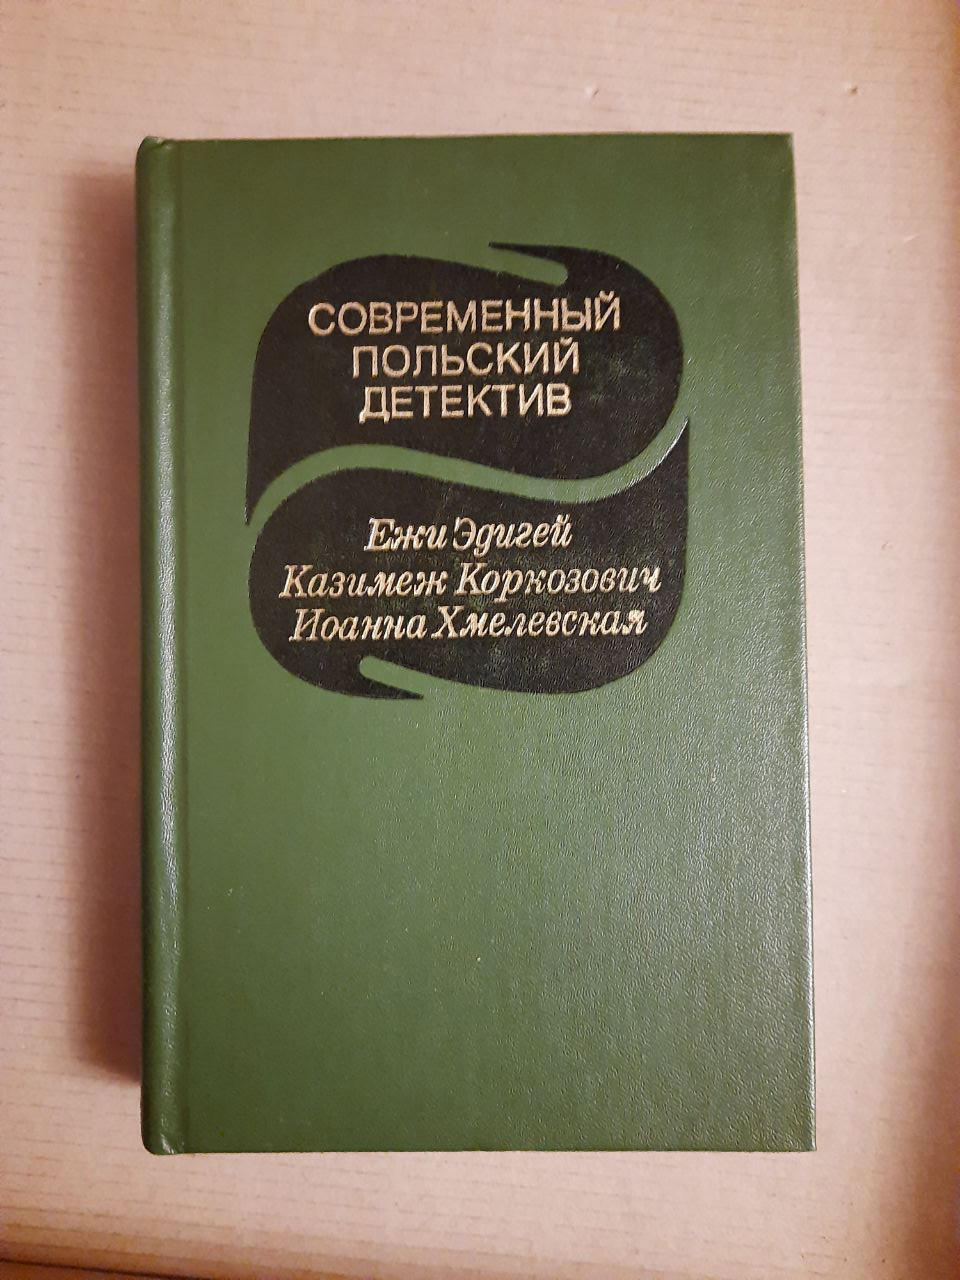 СОВРЕМЕННЫЙ
ПОЛЬСКИЙ
ДЕТЕКТИВ
Ежи Эдигей
Казимеж Коркозович
Иоанна Хмелевская